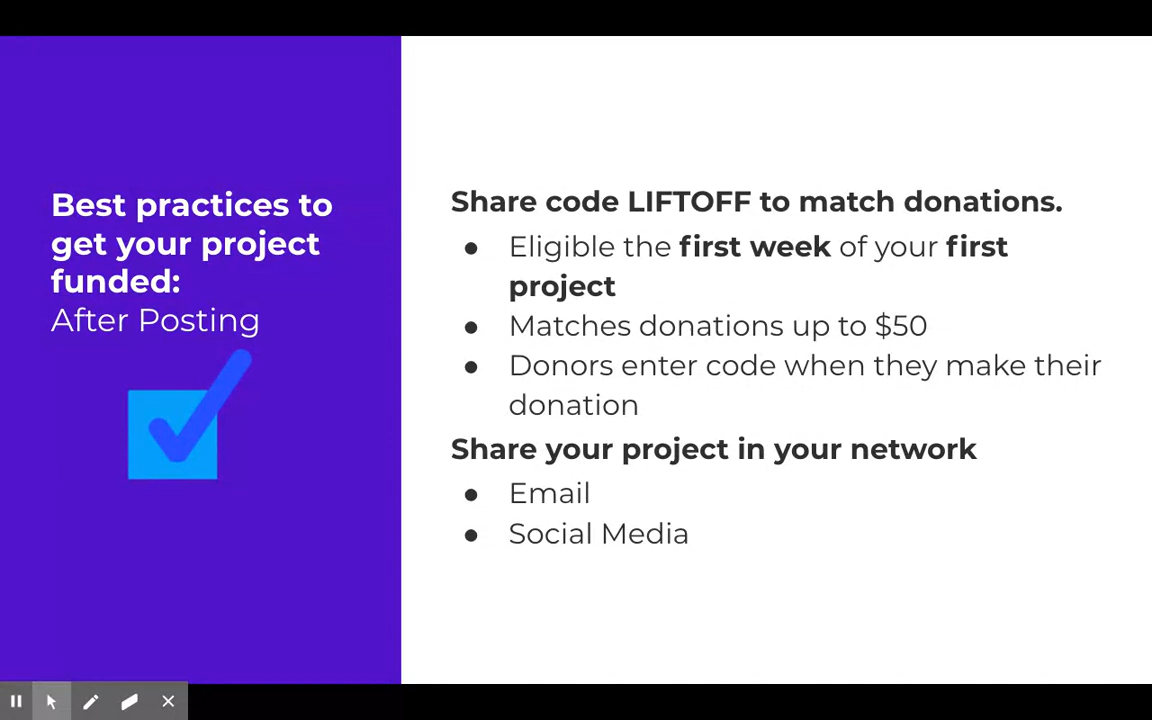 Best practices to
get your project
funded:
After Posting
Share code LIFTOFF to match donations.
● Eligible the first week of your first
project
● Matches donations up to $50
● Donors enter code when they make their
donation
Share your project in your network
● Email
● Social Media